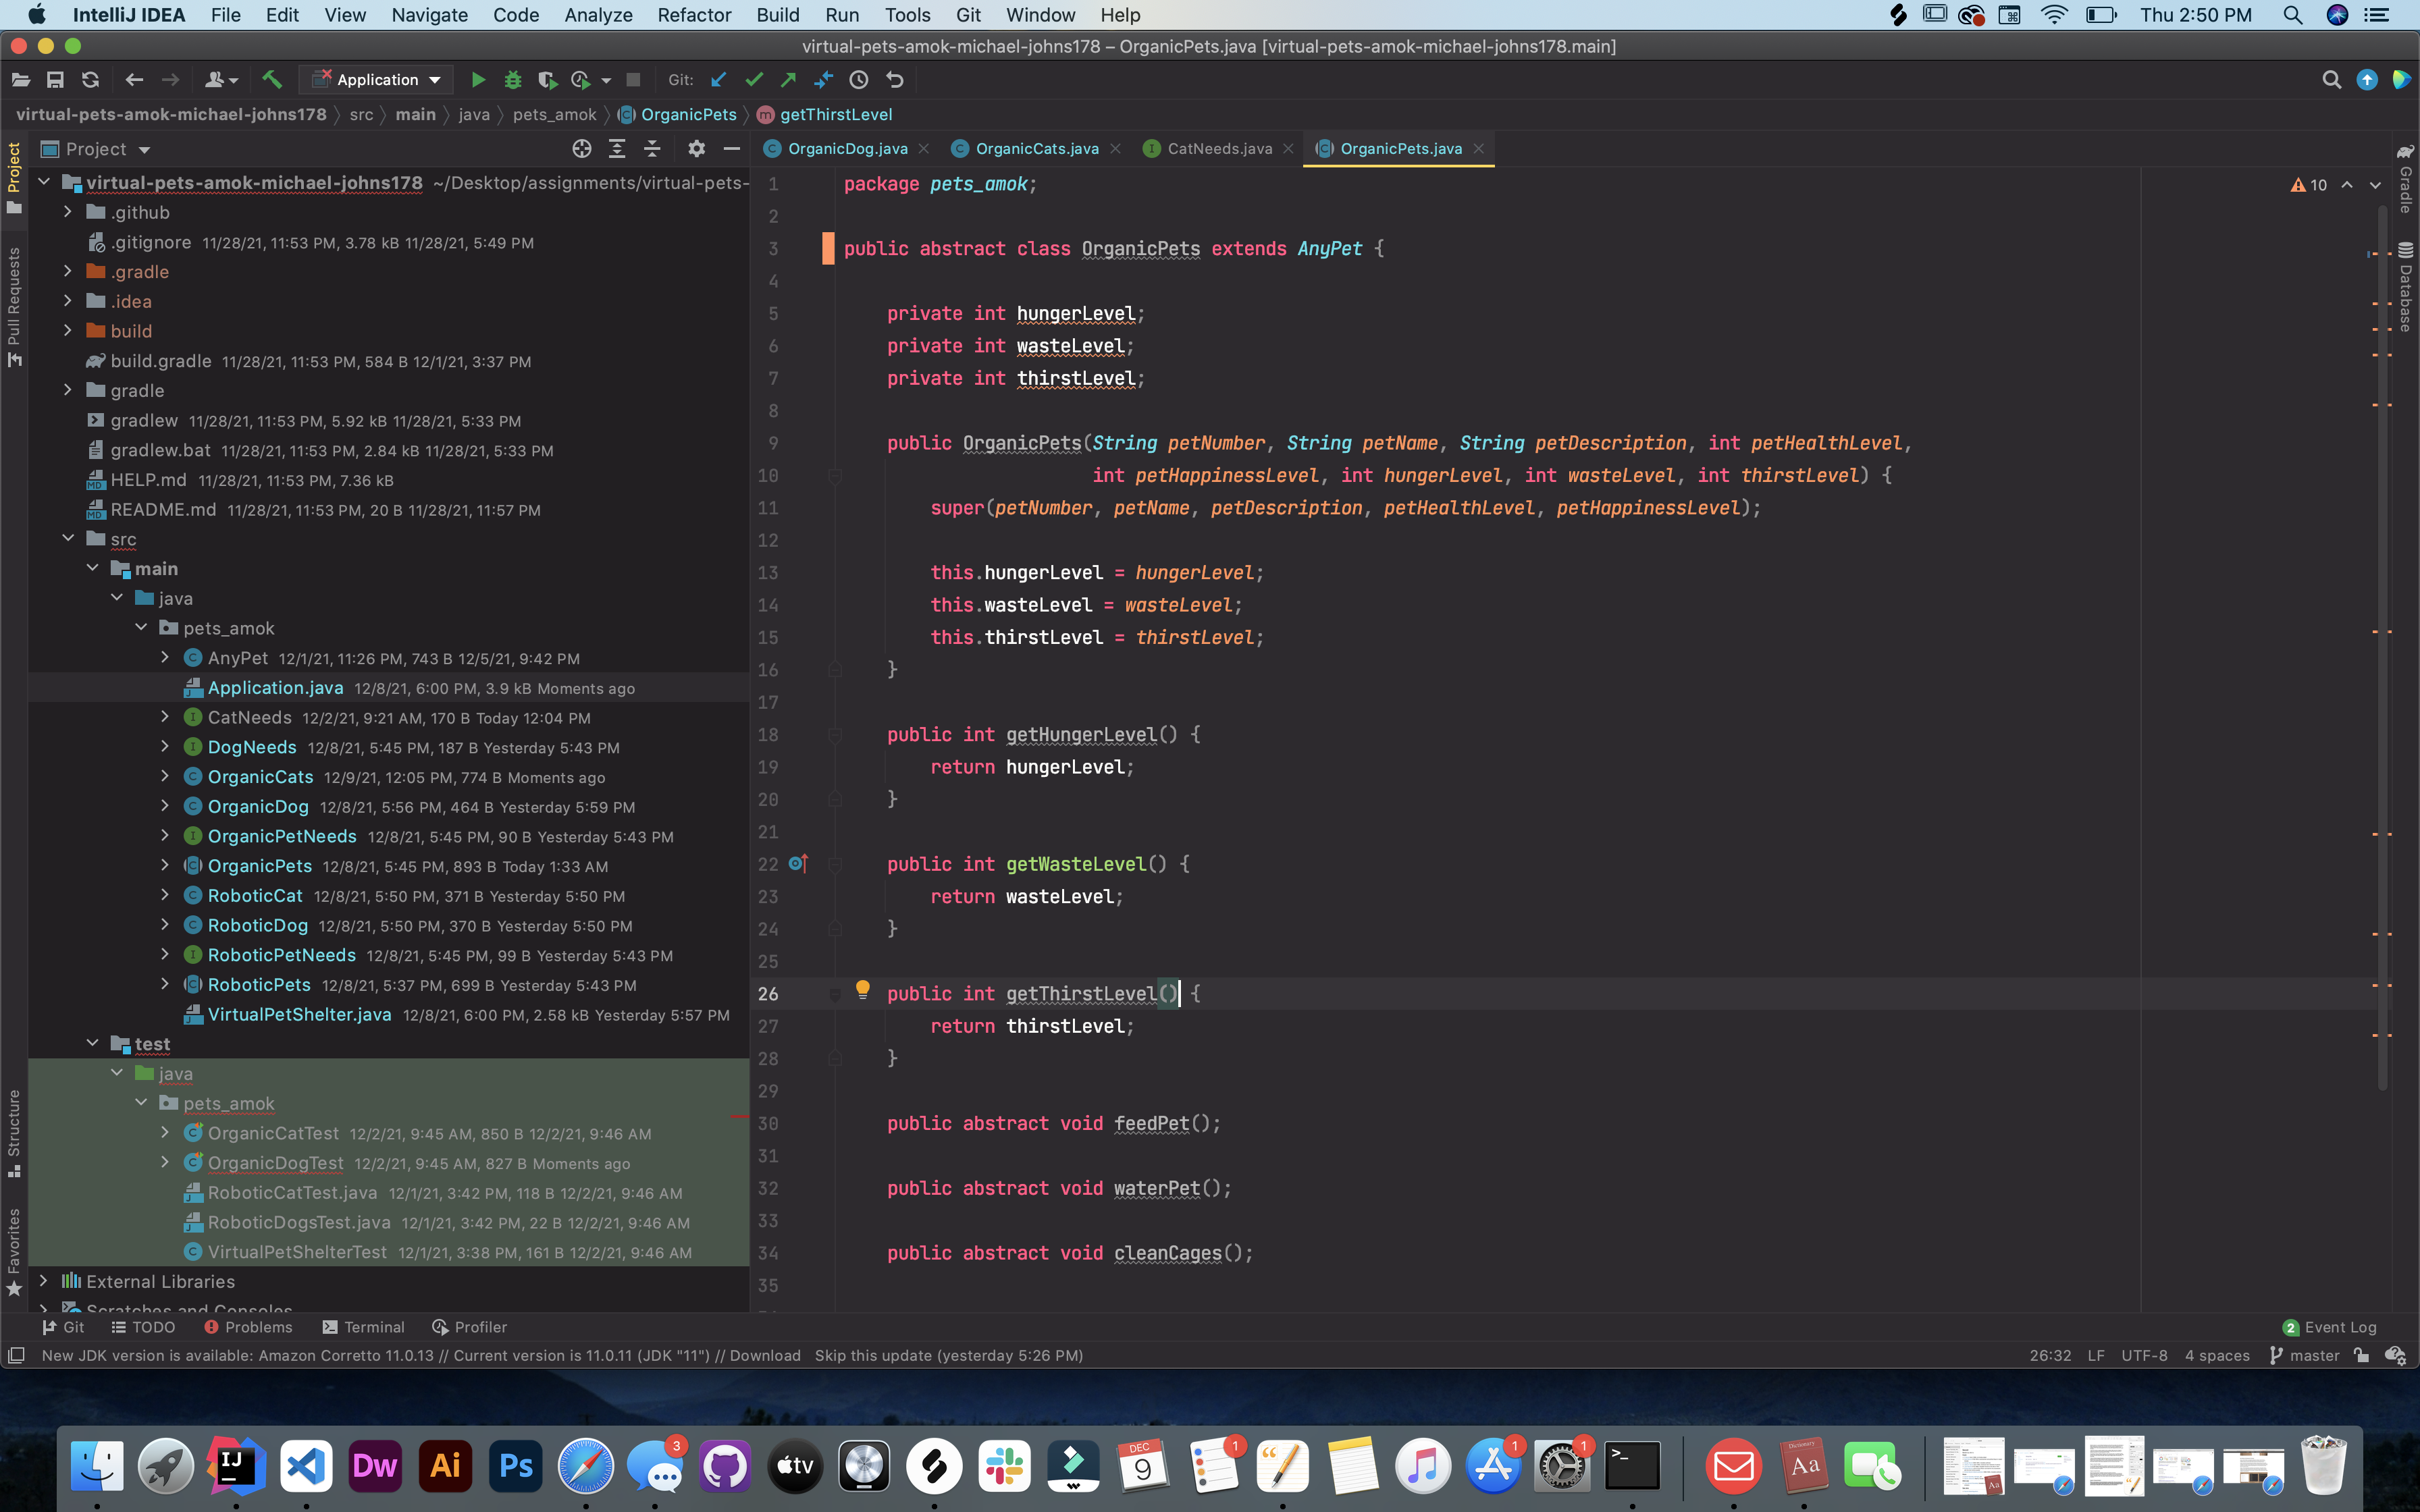 IntelliJ IDEA File Edit View Navigate Code Analyze Refactor Build Run Tools Git Window Help Thu 2:50 PM
virtual-pets-amok-michael-johns178 – OrganicPets.java [virtual-pets-amok-michael-johns178.main]
Application Git:
virtual-pets-amok-michael-johns178 src main java pets_amok OrganicPets getThirstLevel
Project
OrganicDog.java OrganicCats.java CatNeeds.java OrganicPets.java
virtual-pets-amok-michael-johns178 ~/Desktop/assignments/virtual-pets-
.github
.gitignore 11/28/21, 11:53 PM, 3.78 kB 11/28/21, 5:49 PM
.gradle
.idea
build
build.gradle 11/28/21, 11:53 PM, 584 B 12/1/21, 3:37 PM
gradle
gradlew 11/28/21, 11:53 PM, 5.92 kB 11/28/21, 5:33 PM
gradlew.bat 11/28/21, 11:53 PM, 2.84 kB 11/28/21, 5:33 PM
HELP.md 11/28/21, 11:53 PM, 7.36 kB
README.md 11/28/21, 11:53 PM, 20 B 11/28/21, 11:57 PM
src
main
java
pets_amok
AnyPet 12/1/21, 11:26 PM, 743 B 12/5/21, 9:42 PM
Application.java 12/8/21, 6:00 PM, 3.9 kB Moments ago
CatNeeds 12/2/21, 9:21 AM, 170 B Today 12:04 PM
DogNeeds 12/8/21, 5:45 PM, 187 B Yesterday 5:43 PM
OrganicCats 12/9/21, 12:05 PM, 774 B Moments ago
OrganicDog 12/8/21, 5:56 PM, 464 B Yesterday 5:59 PM
OrganicPetNeeds 12/8/21, 5:45 PM, 90 B Yesterday 5:43 PM
OrganicPets 12/8/21, 5:45 PM, 893 B Today 1:33 AM
RoboticCat 12/8/21, 5:50 PM, 371 B Yesterday 5:50 PM
RoboticDog 12/8/21, 5:50 PM, 370 B Yesterday 5:50 PM
RoboticPetNeeds 12/8/21, 5:45 PM, 99 B Yesterday 5:43 PM
RoboticPets 12/8/21, 5:37 PM, 699 B Yesterday 5:43 PM
VirtualPetShelter.java 12/8/21, 6:00 PM, 2.58 kB Yesterday 5:57 PM
test
java
pets_amok
OrganicCatTest 12/2/21, 9:45 AM, 850 B 12/2/21, 9:46 AM
OrganicDogTest 12/2/21, 9:45 AM, 827 B Moments ago
RoboticCatTest.java 12/1/21, 3:42 PM, 118 B 12/2/21, 9:46 AM
RoboticDogsTest.java 12/1/21, 3:42 PM, 22 B 12/2/21, 9:46 AM
VirtualPetShelterTest 12/1/21, 3:38 PM, 161 B 12/2/21, 9:46 AM
External Libraries
Scratches and Consoles
Project
Pull Requests
Structure
Favorites
1 package pets_amok;
2
3 public abstract class OrganicPets extends AnyPet {
4
5 private int hungerLevel;
6 private int wasteLevel;
7 private int thirstLevel;
8
9 public OrganicPets(String petNumber, String petName, String petDescription, int petHealthLevel,
10 int petHappinessLevel, int hungerLevel, int wasteLevel, int thirstLevel) {
11 super(petNumber, petName, petDescription, petHealthLevel, petHappinessLevel);
12
13 this.hungerLevel = hungerLevel;
14 this.wasteLevel = wasteLevel;
15 this.thirstLevel = thirstLevel;
16 }
17
18 public int getHungerLevel() {
19 return hungerLevel;
20 }
21
22 public int getWasteLevel() {
23 return wasteLevel;
24 }
25
26 public int getThirstLevel() {
27 return thirstLevel;
28 }
29
30 public abstract void feedPet();
31
32 public abstract void waterPet();
33
34 public abstract void cleanCages();
35
10
Gradle
Database
Git TODO Problems Terminal Profiler 2 Event Log
New JDK version is available: Amazon Corretto 11.0.13 // Current version is 11.0.11 (JDK "11") // Download Skip this update (yesterday 5:26 PM) 26:32 LF UTF-8 4 spaces master
IJ Dw Ai Ps 3 tv DEC 9 1 1 1 >_ Dictionary Aa